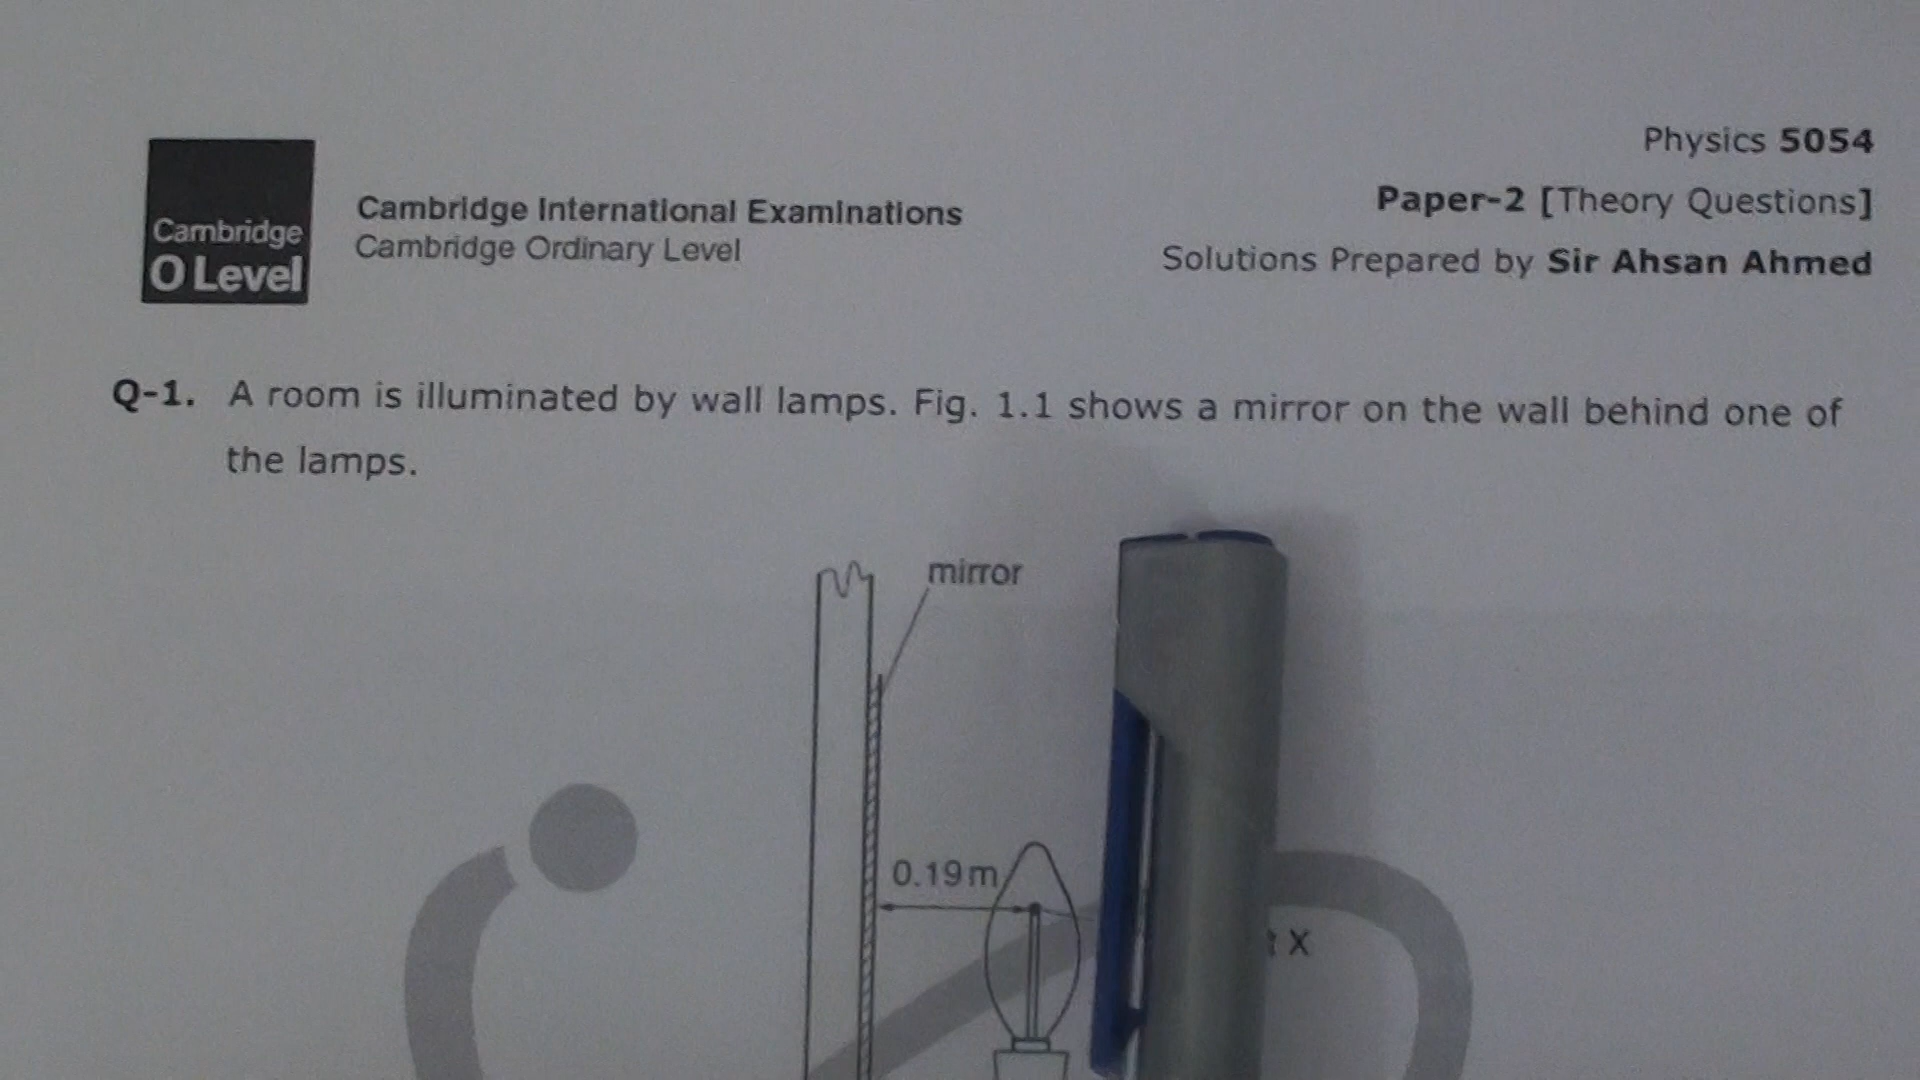 Physics 5054
Paper-2 [Theory Questions]
Solutions Prepared by Sir Ahsan Ahmed
Cambridge
O Level
Cambridge International Examinations
Cambridge Ordinary Level
Q-1. A room is illuminated by wall lamps. Fig. 1.1 shows a mirror on the wall behind one of
the lamps.
mirror
0.19m
X